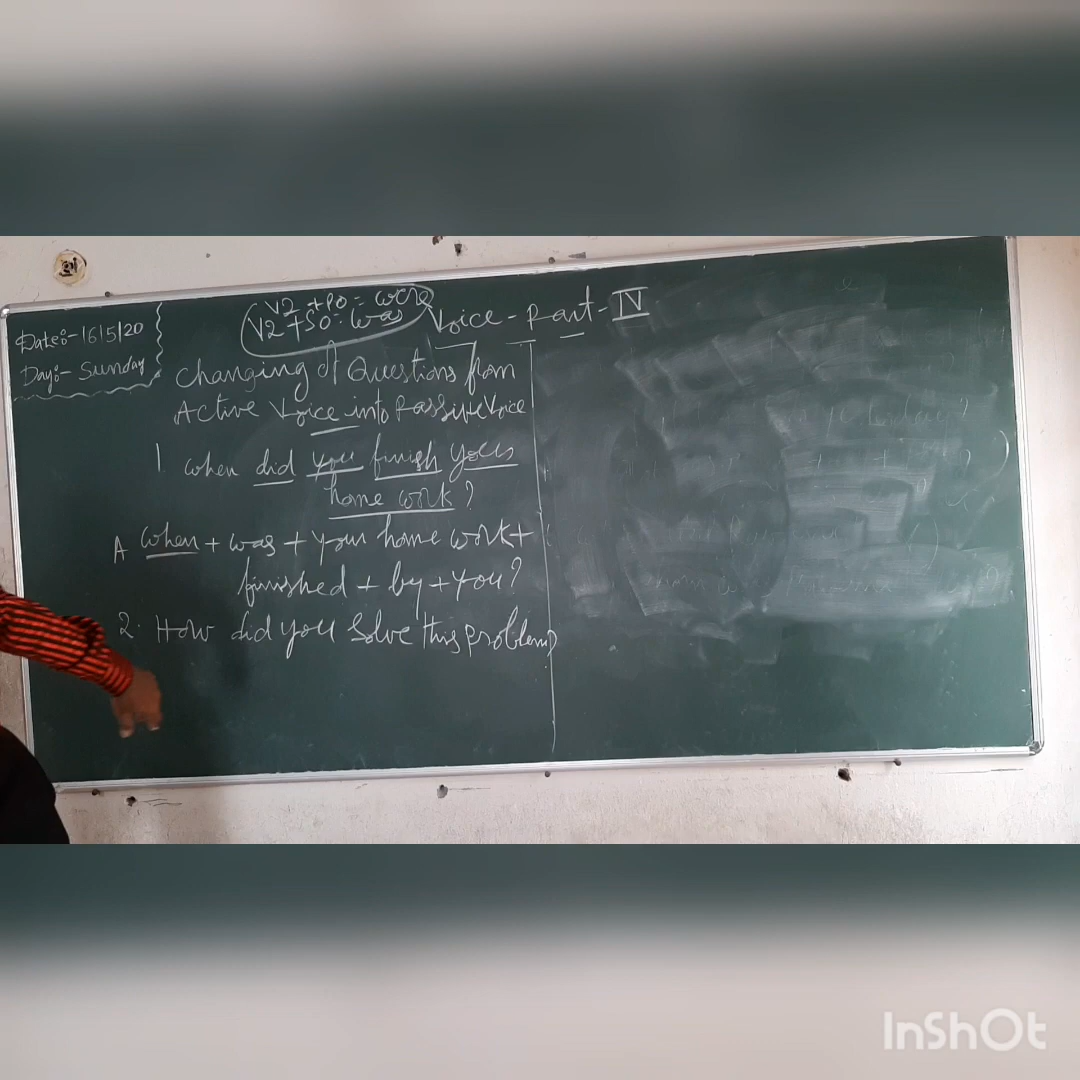 Date:- 16/5/20
Day:- Sunday
V2 + PO = were
V2 + SO = was
Voice - Part - IV
Changing of Questions from
Active Voice into Passive Voice
1 When did you finish your
home work?
A When + was + your home work +
finished + by + you?
2. How did you solve this problem?
InShOt